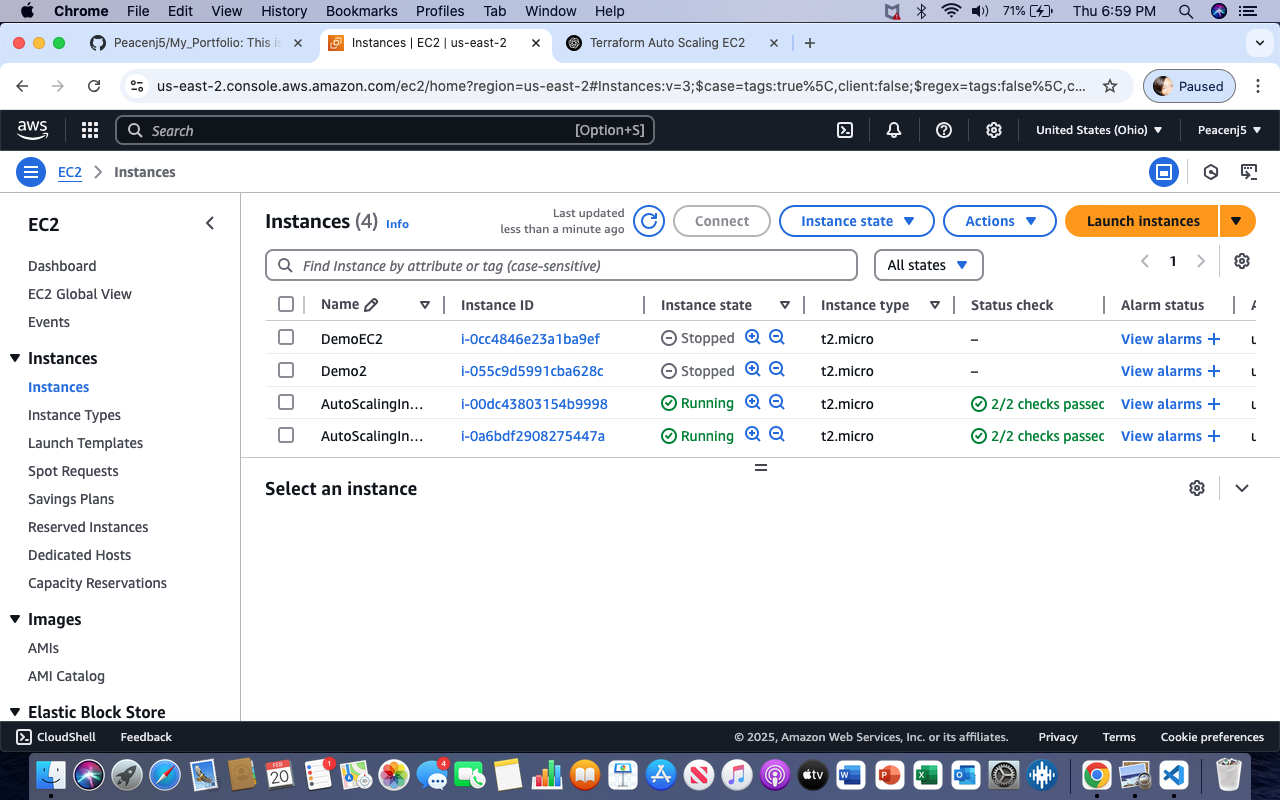 Chrome File Edit View History Bookmarks Profiles Tab Window Help 71% Thu 6:59 PM
Peacenj5/My_Portfolio: This is Instances | EC2 | us-east-2 Terraform Auto Scaling EC2
us-east-2.console.aws.amazon.com/ec2/home?region=us-east-2#Instances:v=3;$case=tags:true%5C,client:false;$regex=tags:false%5C,c... Paused
aws Search [Option+S] United States (Ohio) Peacenj5
EC2 Instances
EC2
Dashboard
EC2 Global View
Events
Instances
Instances
Instance Types
Launch Templates
Spot Requests
Savings Plans
Reserved Instances
Dedicated Hosts
Capacity Reservations
Images
AMIs
AMI Catalog
Elastic Block Store
Instances (4) Info
Last updated
less than a minute ago
Connect Instance state Actions Launch instances
Find Instance by attribute or tag (case-sensitive) All states 1
Name Instance ID Instance state Instance type Status check Alarm status
DemoEC2 i-0cc4846e23a1ba9ef Stopped t2.micro – View alarms +
Demo2 i-055c9d5991cba628c Stopped t2.micro – View alarms +
AutoScalingIn... i-00dc43803154b9998 Running t2.micro 2/2 checks passed View alarms +
AutoScalingIn... i-0a6bdf2908275447a Running t2.micro 2/2 checks passed View alarms +
Select an instance
CloudShell Feedback © 2025, Amazon Web Services, Inc. or its affiliates. Privacy Terms Cookie preferences
FEB
20
1
4
tv